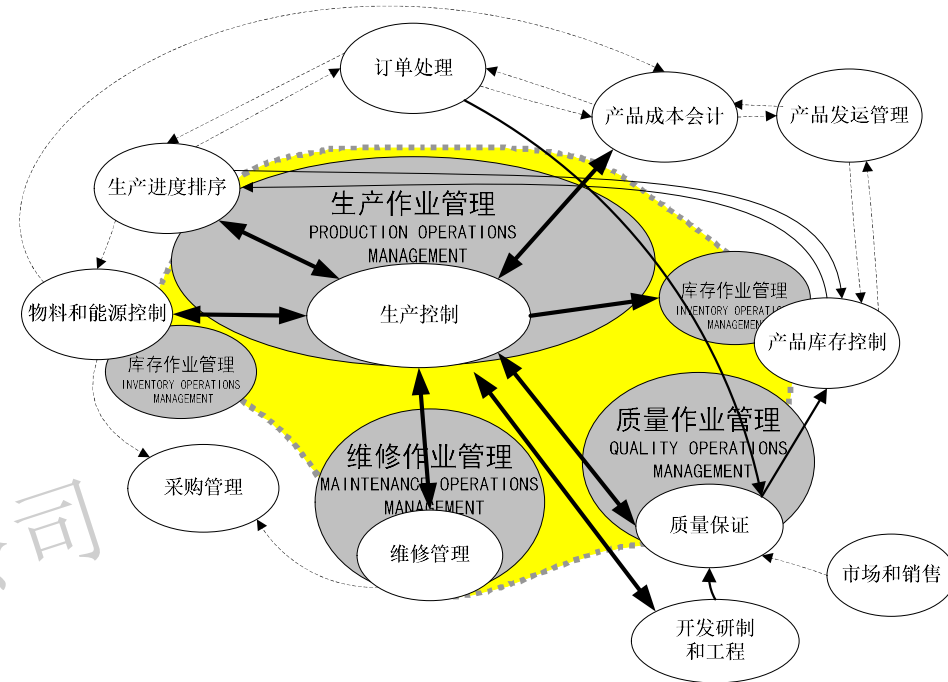 订单处理
产品成本会计
产品发运管理
生产进度排序
生产作业管理
PRODUCTION OPERATIONS
MANAGEMENT
物料和能源控制
生产控制
库存作业管理
INVENTORY OPERATIONS
MANAGEMENT
产品库存控制
库存作业管理
INVENTORY OPERATIONS
MANAGEMENT
质量作业管理
QUALITY OPERATIONS
MANAGEMENT
维修作业管理
MAINTENANCE OPERATIONS
MANAGEMENT
采购管理
质量保证
维修管理
市场和销售
开发研制
和工程
司